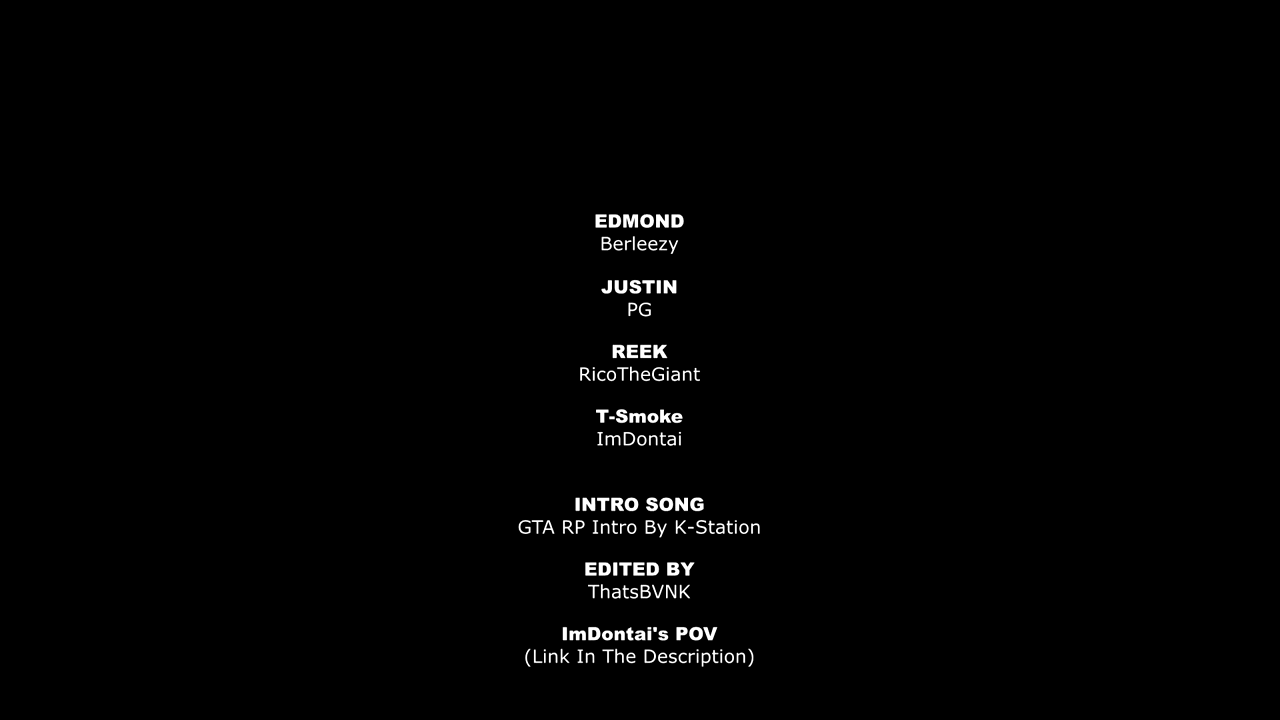 EDMOND
Berleezy
JUSTIN
PG
REEK
RicoTheGiant
T-Smoke
ImDontai
INTRO SONG
GTA RP Intro By K-Station
EDITED BY
ThatsBVNK
ImDontai's POV
(Link In The Description)